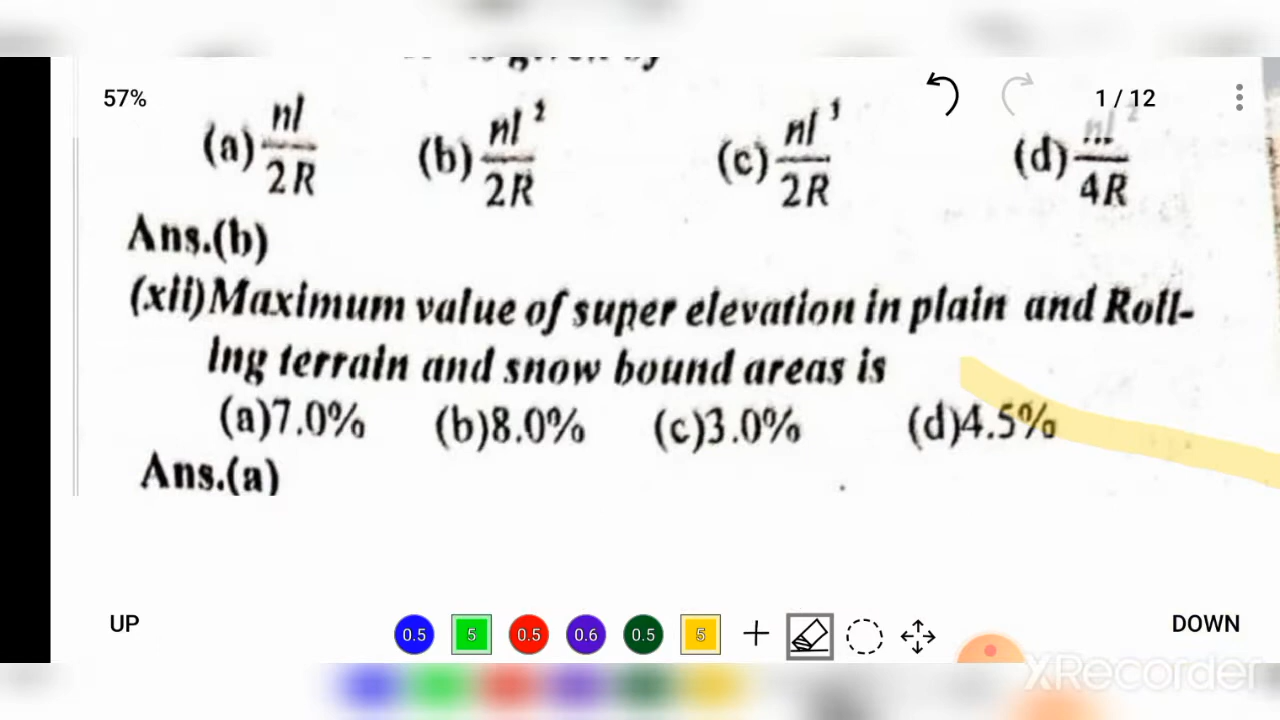 57%
1 / 12
(a) nl/2R (b) nl²/2R (c) nl³/2R (d) nl²/4R
Ans.(b)
(xii)Maximum value of super elevation in plain and Roll-
ing terrain and snow bound areas is
(a)7.0% (b)8.0% (c)3.0% (d)4.5%
Ans.(a)
UP
0.5 5 0.5 0.6 0.5 5
DOWN
XRecorder